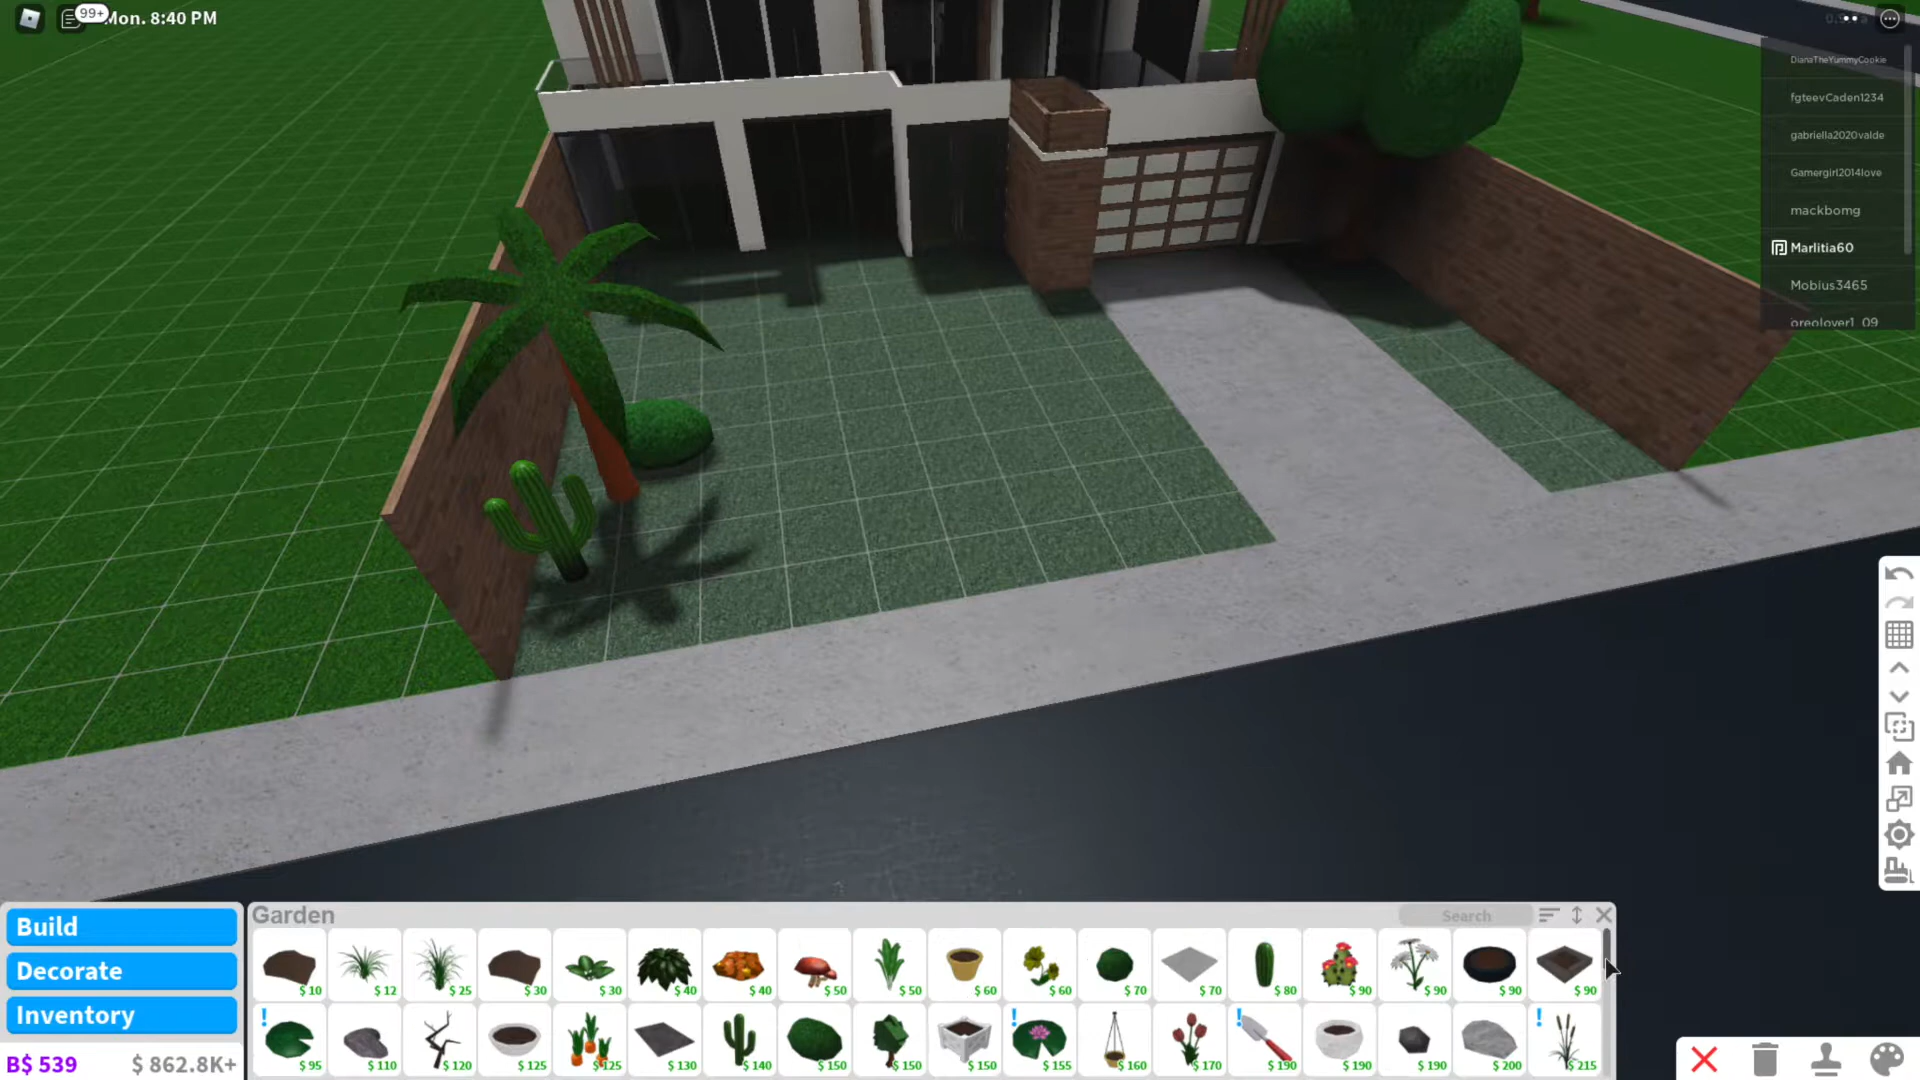 99+
Mon. 8:40 PM
DianaTheYummyCookie
fgteevCaden1234
gabriella2020valde
Gamergirl2014love
mackbomg
Marlitia60
Mobius3465
oreolover1_09
Build
Decorate
Inventory
B$ 539
$ 862.8K+
Garden
Search
$ 10
$ 12
$ 25
$ 30
$ 30
$ 40
$ 40
$ 50
$ 50
$ 60
$ 60
$ 70
$ 70
$ 80
$ 90
$ 90
$ 90
$ 90
! $ 95
$ 110
$ 120
$ 125
$ 125
$ 130
$ 140
$ 150
$ 150
$ 150
! $ 155
$ 160
$ 170
! $ 190
$ 190
$ 190
$ 200
! $ 215